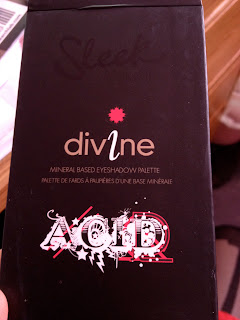 Sleek
divine
MINERAL BASED EYESHADOW PALETTE
PALETTE DE FARDS À PAUPIÈRES D'UNE BASE MINÉRALE
ACID